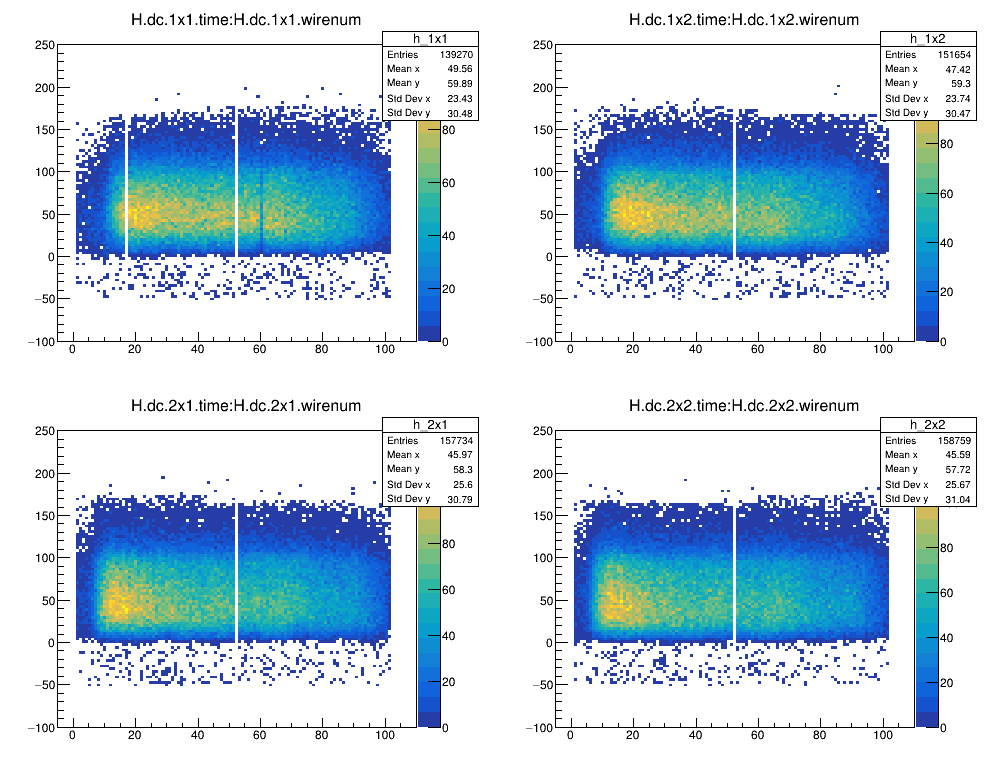 H.dc.1x1.time:H.dc.1x1.wirenum
h_1x1
Entries 139270
Mean x 49.56
Mean y 59.89
Std Dev x 23.43
Std Dev y 30.48
250
200
150
100
50
0
−50
−100
0 20 40 60 80 100
80
60
40
20
0
H.dc.1x2.time:H.dc.1x2.wirenum
h_1x2
Entries 151654
Mean x 47.42
Mean y 59.3
Std Dev x 23.74
Std Dev y 30.47
250
200
150
100
50
0
−50
−100
0 20 40 60 80 100
80
60
40
20
0
H.dc.2x1.time:H.dc.2x1.wirenum
h_2x1
Entries 157734
Mean x 45.97
Mean y 58.3
Std Dev x 25.6
Std Dev y 30.79
250
200
150
100
50
0
−50
−100
0 20 40 60 80 100
80
60
40
20
0
H.dc.2x2.time:H.dc.2x2.wirenum
h_2x2
Entries 158759
Mean x 45.59
Mean y 57.72
Std Dev x 25.67
Std Dev y 31.04
250
200
150
100
50
0
−50
−100
0 20 40 60 80 100
80
60
40
20
0